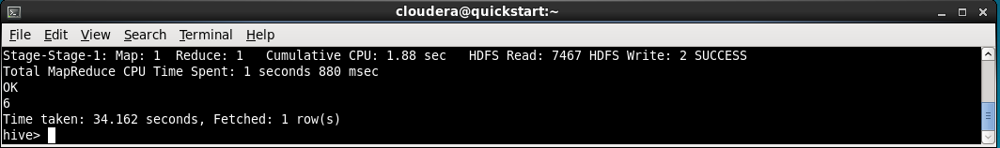 cloudera@quickstart:~
File Edit View Search Terminal Help
Stage-Stage-1: Map: 1  Reduce: 1   Cumulative CPU: 1.88 sec   HDFS Read: 7467 HDFS Write: 2 SUCCESS
Total MapReduce CPU Time Spent: 1 seconds 880 msec
OK
6
Time taken: 34.162 seconds, Fetched: 1 row(s)
hive>